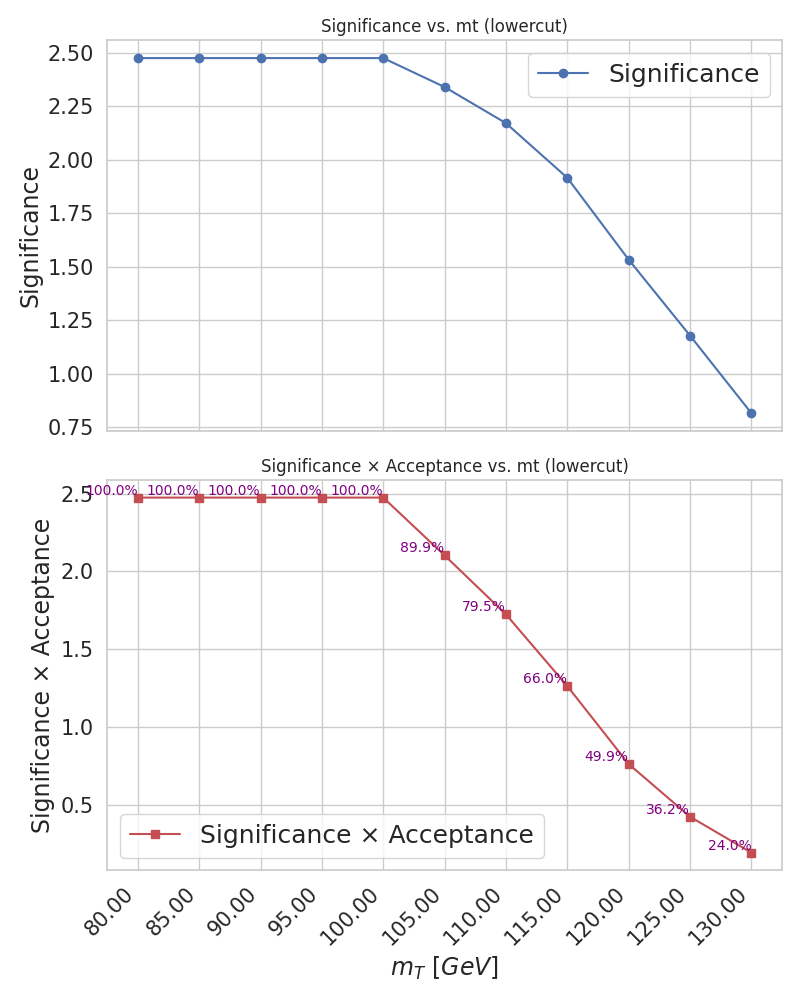 Significance vs. mt (lowercut)
2.50
2.25
2.00
1.75
1.50
1.25
1.00
0.75
Significance
Significance
Significance × Acceptance vs. mt (lowercut)
2.5
2.0
1.5
1.0
0.5
Significance × Acceptance
100.0% 100.0% 100.0% 100.0% 100.0%
89.9%
79.5%
66.0%
49.9%
36.2%
24.0%
Significance × Acceptance
80.00 85.00 90.00 95.00 100.00 105.00 110.00 115.00 120.00 125.00 130.00
m_T [GeV]